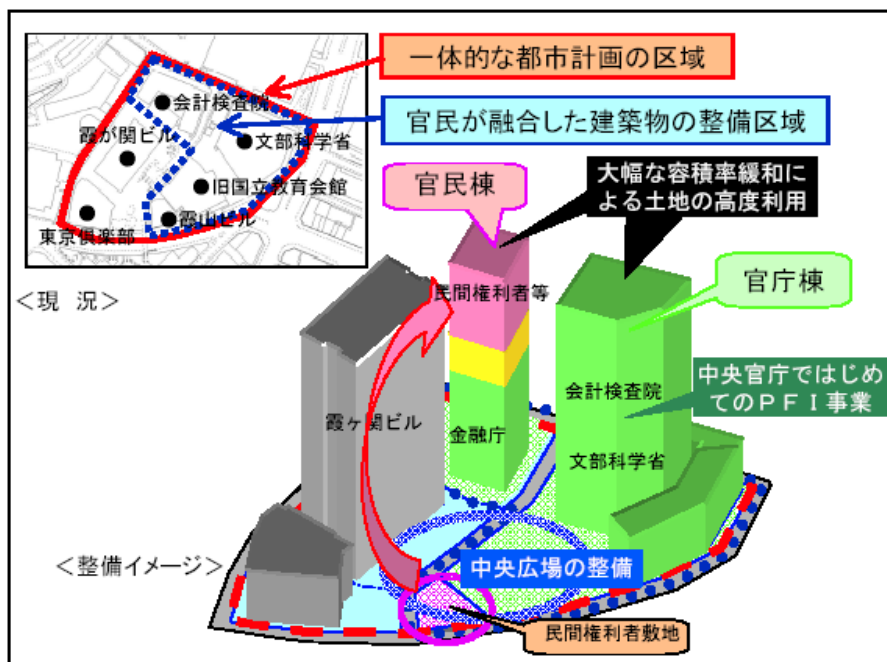 一体的な都市計画の区域
会計検査院
官民が融合した建築物の整備区域
霞が関ビル
文部科学省
旧国立教育会館
霞山ビル
東京倶楽部
＜現 況＞
官民棟
大幅な容積率緩和に
よる土地の高度利用
官庁棟
民間権利者等
中央官庁ではじめ
てのＰＦＩ事業
会計検査院
霞ヶ関ビル
金融庁
文部科学省
＜整備イメージ＞
中央広場の整備
民間権利者敷地